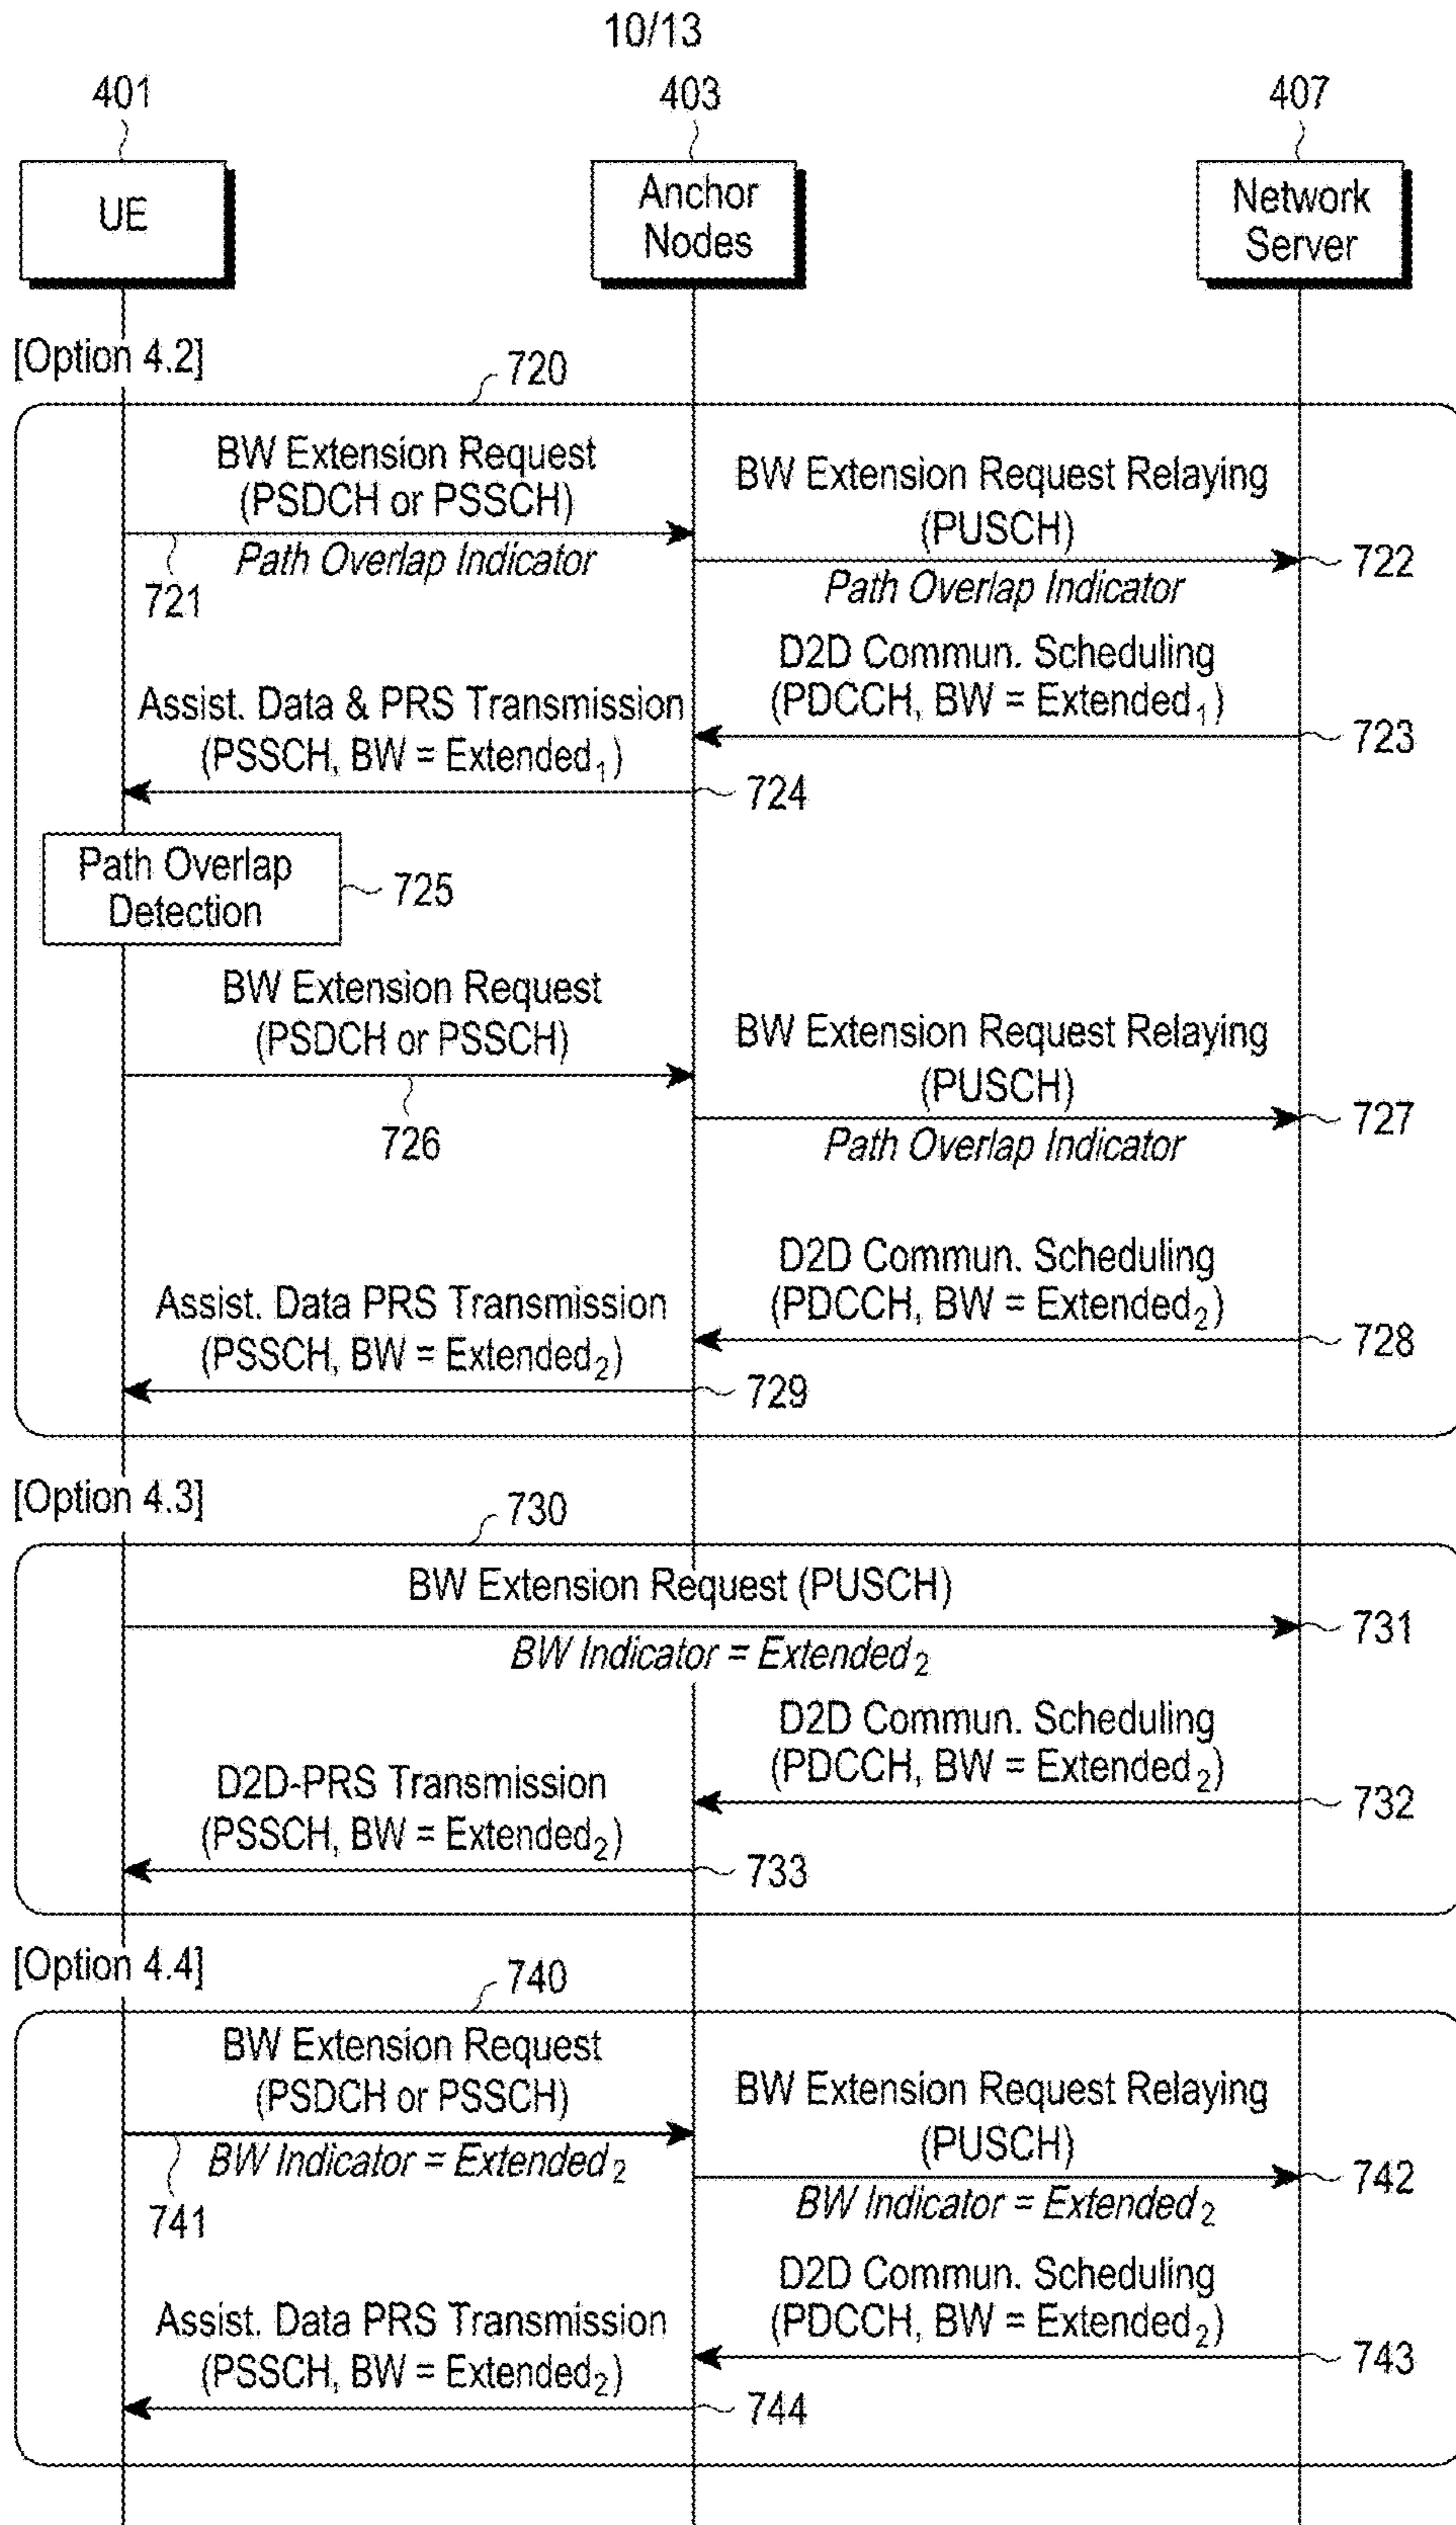 10/13
401
403
407
UE
Anchor
Nodes
Network
Server
[Option 4.2]
720
BW Extension Request
(PSDCH or PSSCH)
Path Overlap Indicator
721
BW Extension Request Relaying
(PUSCH)
Path Overlap Indicator
722
D2D Commun. Scheduling
(PDCCH, BW = Extended₁)
723
Assist. Data & PRS Transmission
(PSSCH, BW = Extended₁)
724
Path Overlap
Detection
725
BW Extension Request
(PSDCH or PSSCH)
726
BW Extension Request Relaying
(PUSCH)
Path Overlap Indicator
727
D2D Commun. Scheduling
(PDCCH, BW = Extended₂)
728
Assist. Data PRS Transmission
(PSSCH, BW = Extended₂)
729
[Option 4.3]
730
BW Extension Request (PUSCH)
BW Indicator = Extended₂
731
D2D Commun. Scheduling
(PDCCH, BW = Extended₂)
732
D2D-PRS Transmission
(PSSCH, BW = Extended₂)
733
[Option 4.4]
740
BW Extension Request
(PSDCH or PSSCH)
BW Indicator = Extended₂
741
BW Extension Request Relaying
(PUSCH)
BW Indicator = Extended₂
742
D2D Commun. Scheduling
(PDCCH, BW = Extended₂)
743
Assist. Data PRS Transmission
(PSSCH, BW = Extended₂)
744